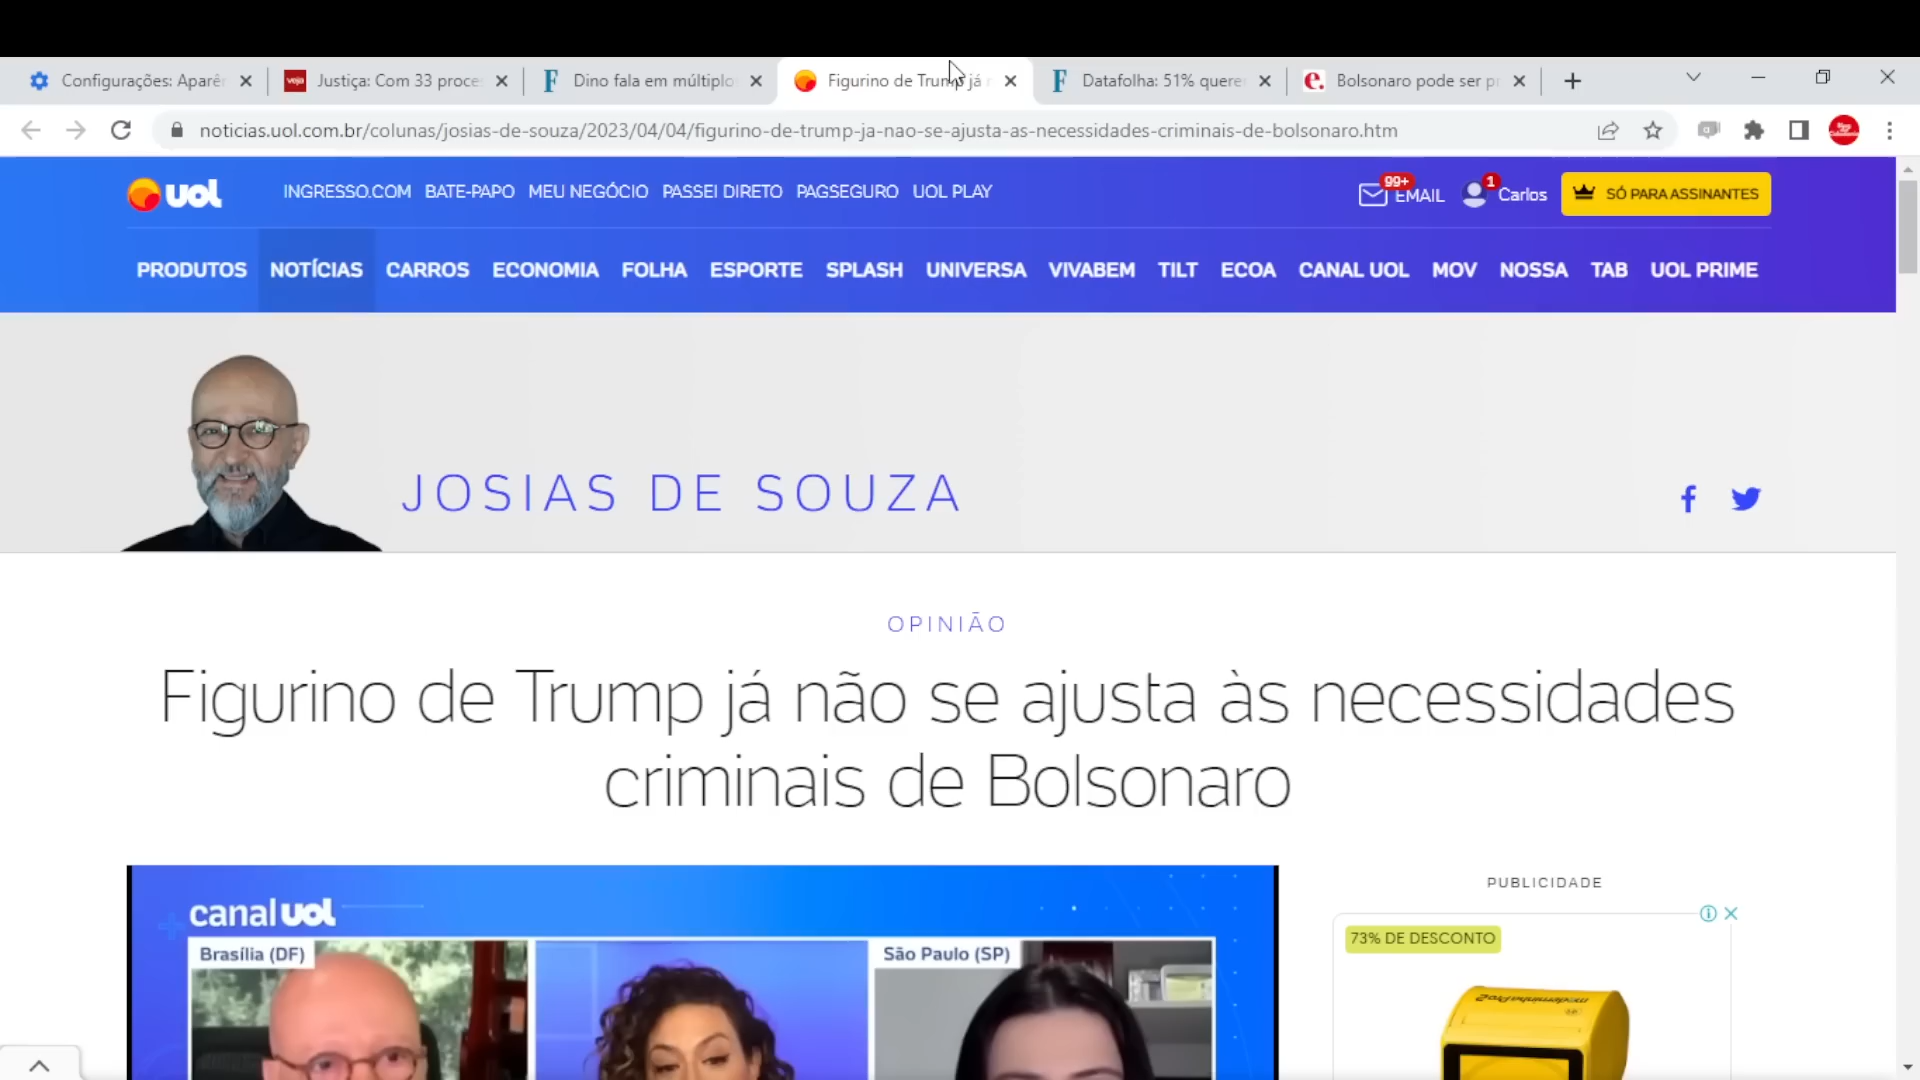 Configurações: Aparê
veja Justiça: Com 33 proce
F Dino fala em múltiplo
Figurino de Trump já
F Datafolha: 51% quere
e. Bolsonaro pode ser p
noticias.uol.com.br/colunas/josias-de-souza/2023/04/04/figurino-de-trump-ja-nao-se-ajusta-as-necessidades-criminais-de-bolsonaro.htm
uol INGRESSO.COM BATE-PAPO MEU NEGÓCIO PASSEI DIRETO PAGSEGURO UOL PLAY 99+ EMAIL 1 Carlos SÓ PARA ASSINANTES
PRODUTOS NOTÍCIAS CARROS ECONOMIA FOLHA ESPORTE SPLASH UNIVERSA VIVABEM TILT ECOA CANAL UOL MOV NOSSA TAB UOL PRIME
JOSIAS DE SOUZA
OPINIÃO
Figurino de Trump já não se ajusta às necessidades
criminais de Bolsonaro
PUBLICIDADE
canal uol
73% DE DESCONTO
Brasília (DF)
São Paulo (SP)
moderninha Pro 2